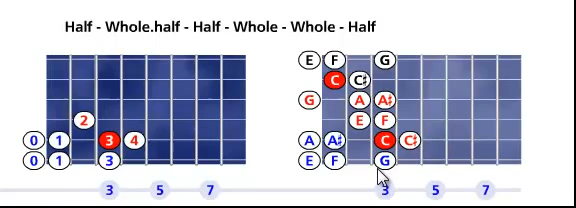 Half - Whole.half - Half - Whole - Whole - Half
E F G
C C♯
G A A♯
2 E F
0 1 3 4 A A♯ C C♯
0 1 3 E F G
3 5 7 3 5 7